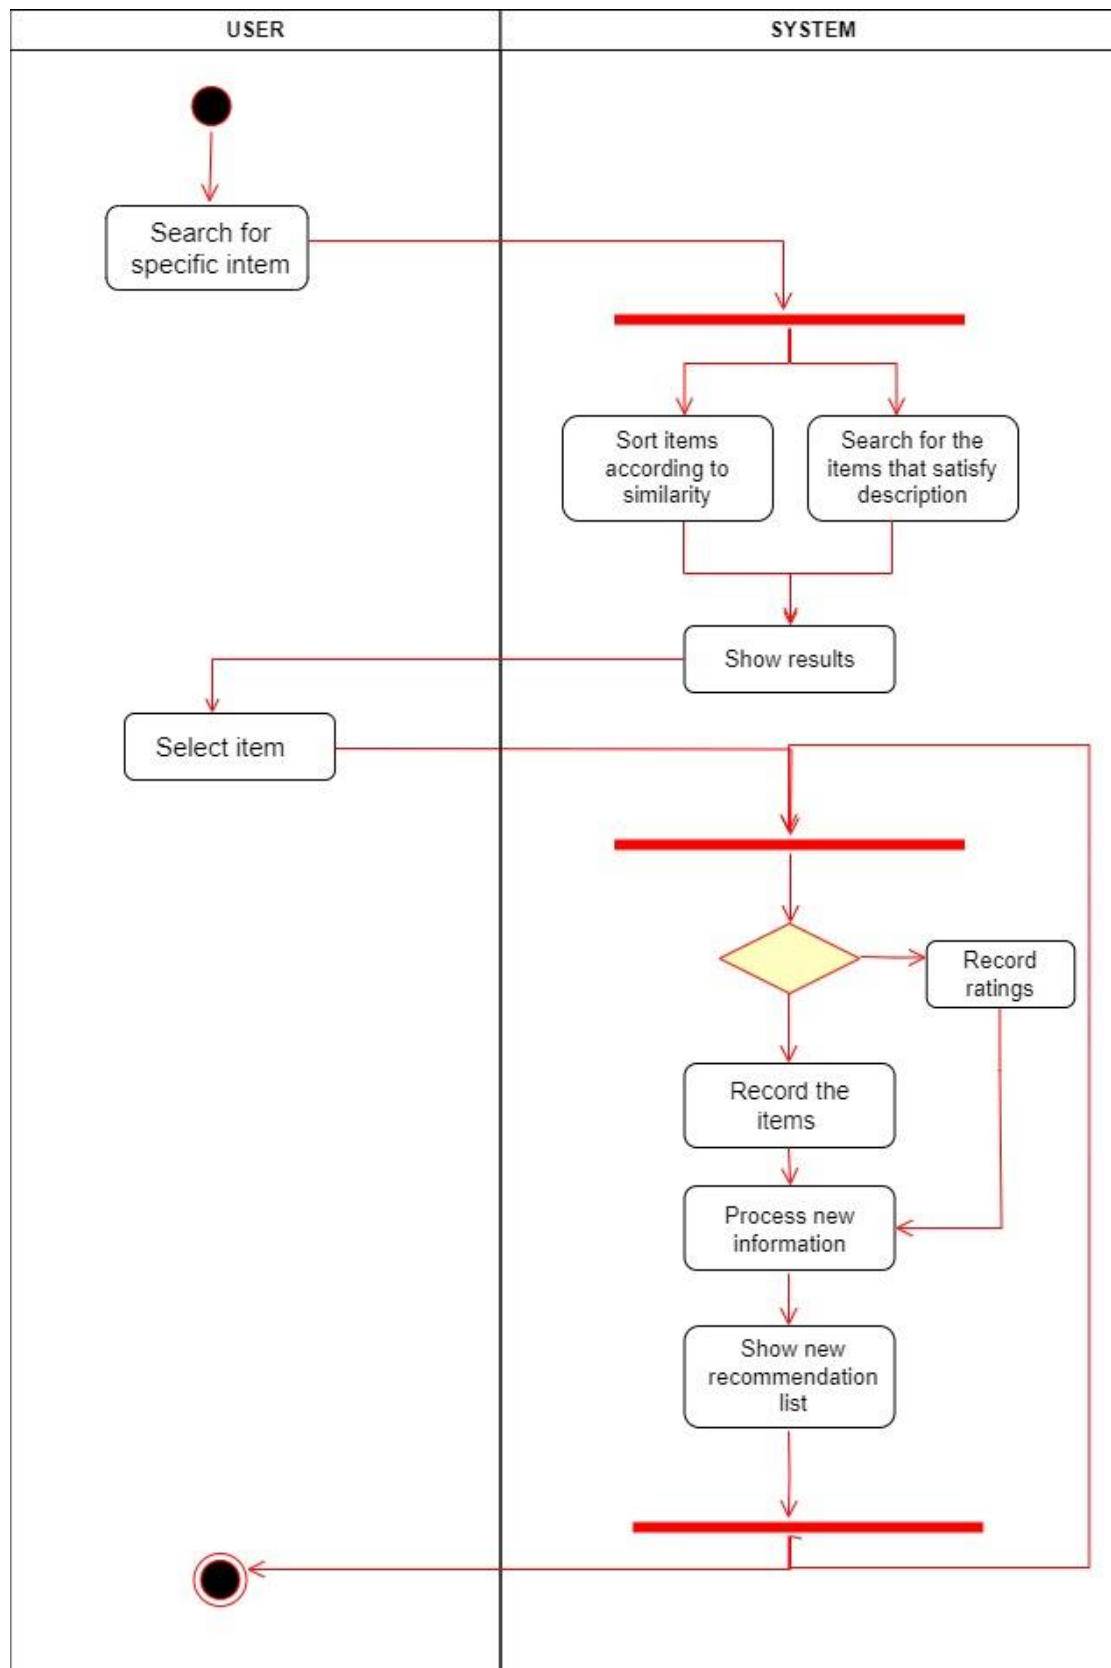 USER
SYSTEM
Search for
specific intem
Sort items
according to
similarity
Search for the
items that satisfy
description
Show results
Select item
Record
ratings
Record the
items
Process new
information
Show new
recommendation
list